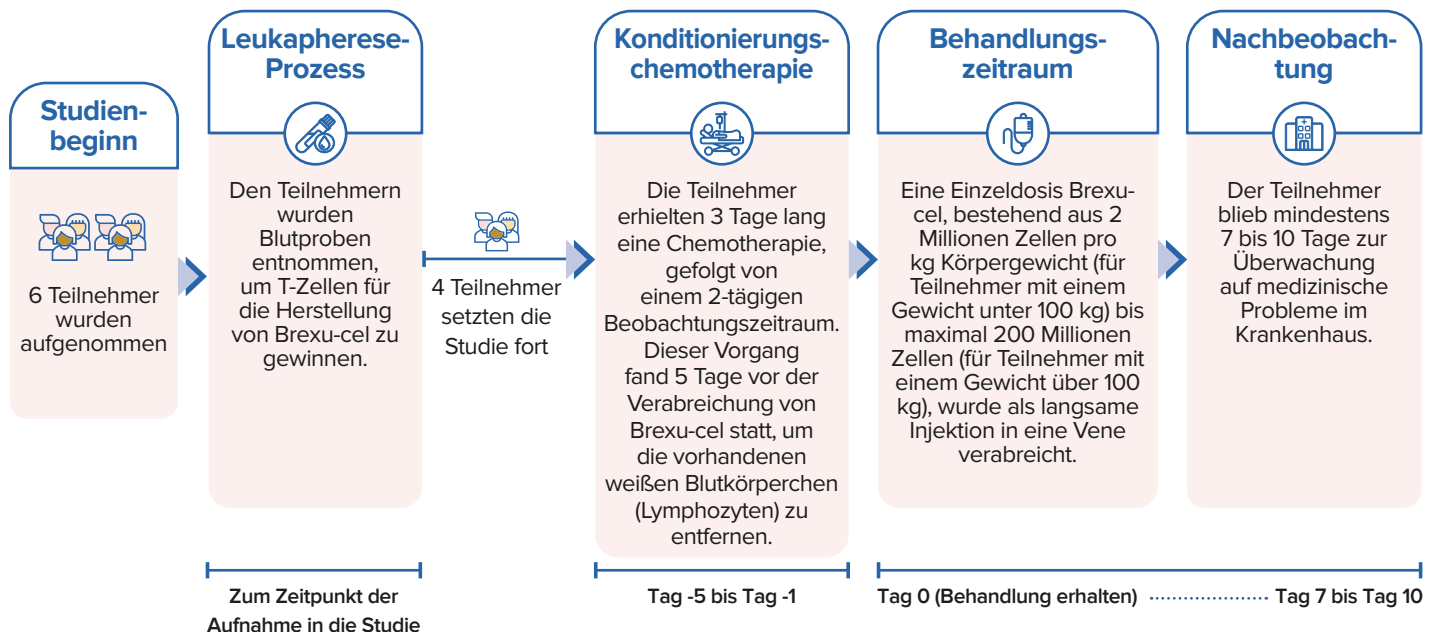 Studien-
beginn
6 Teilnehmer
wurden
aufgenommen
Leukapherese-
Prozess
Den Teilnehmern
wurden
Blutproben
entnommen,
um T-Zellen für
die Herstellung
von Brexu-cel zu
gewinnen.
4 Teilnehmer
setzten die
Studie fort
Konditionierungs-
chemotherapie
Die Teilnehmer
erhielten 3 Tage lang
eine Chemotherapie,
gefolgt von
einem 2-tägigen
Beobachtungszeitraum.
Dieser Vorgang
fand 5 Tage vor der
Verabreichung von
Brexu-cel statt, um
die vorhandenen
weißen Blutkörperchen
(Lymphozyten) zu
entfernen.
Behandlungs-
zeitraum
Eine Einzeldosis Brexu-
cel, bestehend aus 2
Millionen Zellen pro
kg Körpergewicht (für
Teilnehmer mit einem
Gewicht unter 100 kg) bis
maximal 200 Millionen
Zellen (für Teilnehmer mit
einem Gewicht über 100
kg), wurde als langsame
Injektion in eine Vene
verabreicht.
Nachbeobach-
tung
Der Teilnehmer
blieb mindestens
7 bis 10 Tage zur
Überwachung
auf medizinische
Probleme im
Krankenhaus.
Zum Zeitpunkt der
Aufnahme in die Studie
Tag -5 bis Tag -1
Tag 0 (Behandlung erhalten) ................ Tag 7 bis Tag 10